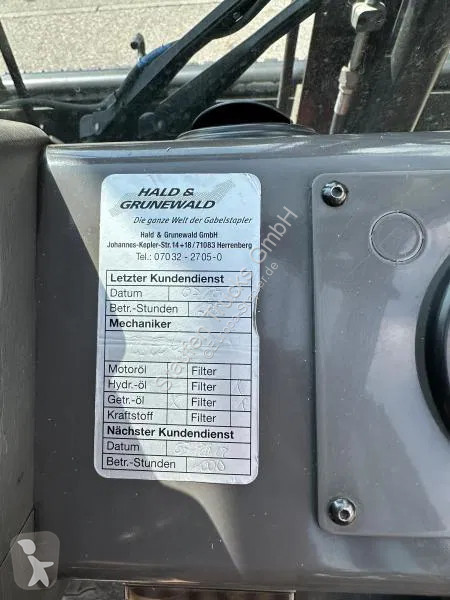 HALD &
GRUNEWALD
Die ganze Welt der Gabelstapler
Hald & Grunewald GmbH
Johannes-Kepler-Str. 14+18/71083 Herrenberg
Tel.: 07032 - 2705-0
Letzter Kundendienst
Datum
Betr.-Stunden
Mechaniker
Motoröl Filter
Hydr.-öl Filter
Getr.-öl Filter
Kraftstoff Filter
Nächster Kundendienst
Datum
Betr.-Stunden